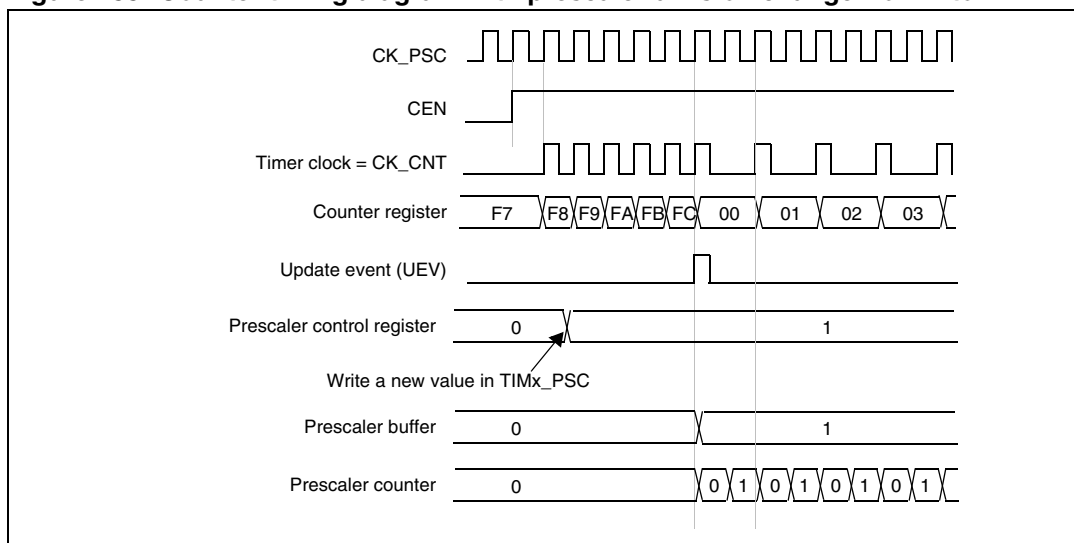 CK_PSC
CEN
Timer clock = CK_CNT
Counter register F7 F8 F9 FA FB FC 00 01 02 03
Update event (UEV)
Prescaler control register 0 1
Write a new value in TIMx_PSC
Prescaler buffer 0 1
Prescaler counter 0 0 1 0 1 0 1 0 1